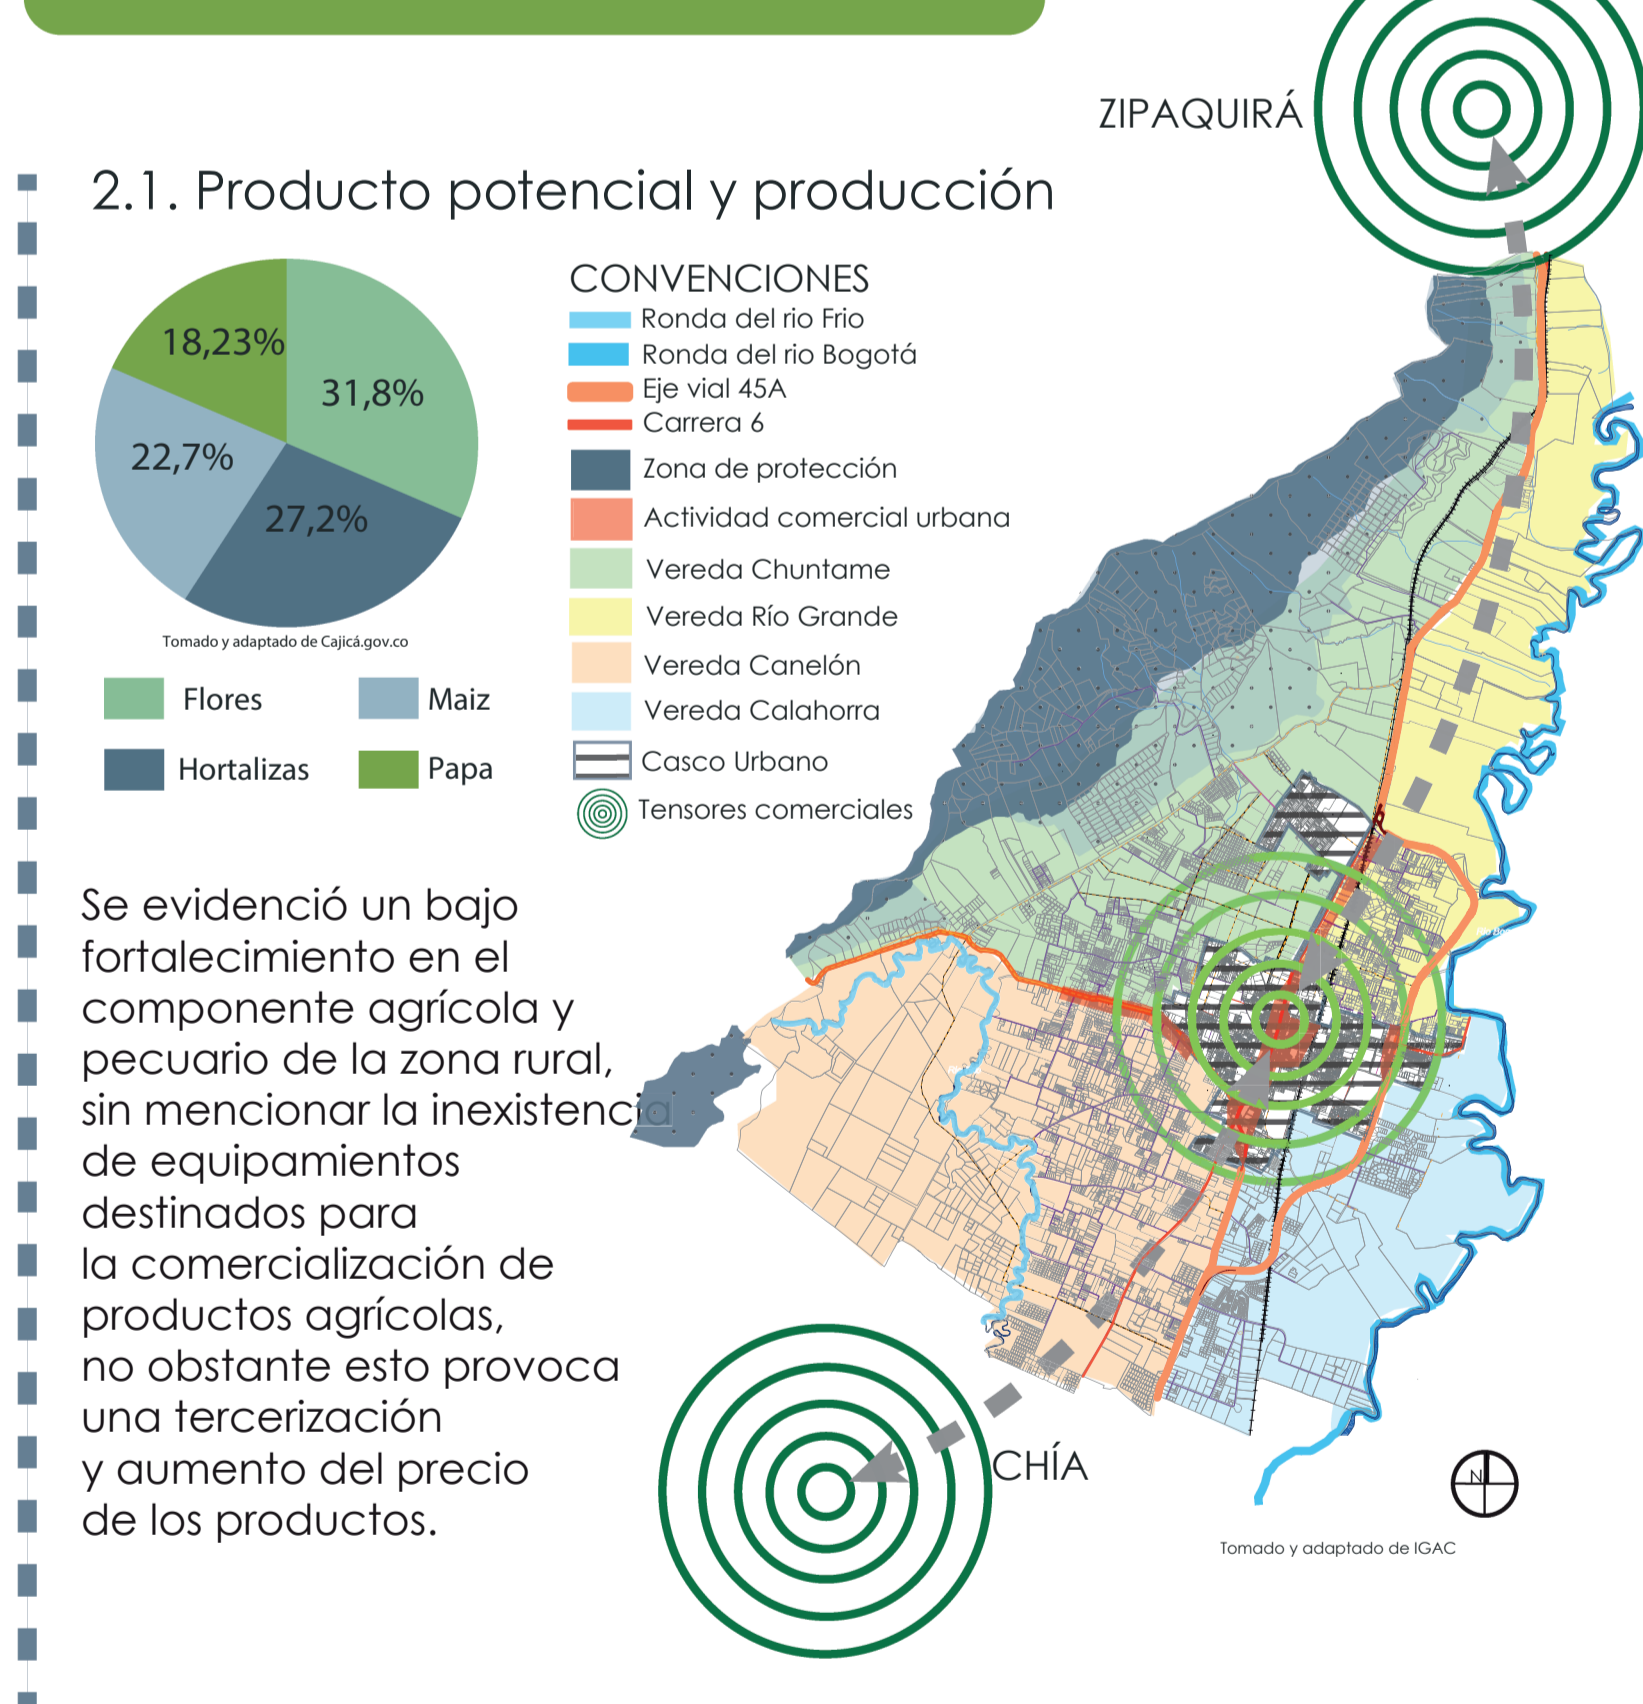 ZIPAQUIRÁ
2.1. Producto potencial y producción
18,23%
31,8%
22,7%
27,2%
Tomado y adaptado de Cajicá.gov.co
Flores
Maiz
Hortalizas
Papa
CONVENCIONES
Ronda del rio Frio
Ronda del rio Bogotá
Eje vial 45A
Carrera 6
Zona de protección
Actividad comercial urbana
Vereda Chuntame
Vereda Río Grande
Vereda Canelón
Vereda Calahorra
Casco Urbano
Tensores comerciales
Se evidenció un bajo
fortalecimiento en el
componente agrícola y
pecuario de la zona rural,
sin mencionar la inexistencia
de equipamientos
destinados para
la comercialización de
productos agrícolas,
no obstante esto provoca
una tercerización
y aumento del precio
de los productos.
CHÍA
N
Tomado y adaptado de IGAC